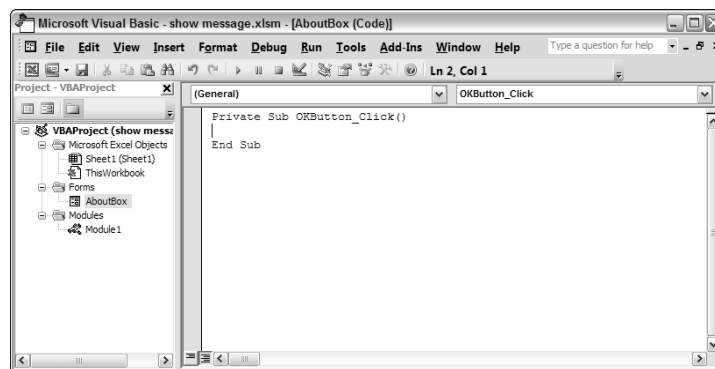 Microsoft Visual Basic - show message.xlsm - [AboutBox (Code)]
File Edit View Insert Format Debug Run Tools Add-Ins Window Help Type a question for help
Ln 2, Col 1
Project - VBAProject
(General) OKButton_Click
Private Sub OKButton_Click()
End Sub
VBAProject (show messa
Microsoft Excel Objects
Sheet1 (Sheet1)
ThisWorkbook
Forms
AboutBox
Modules
Module1